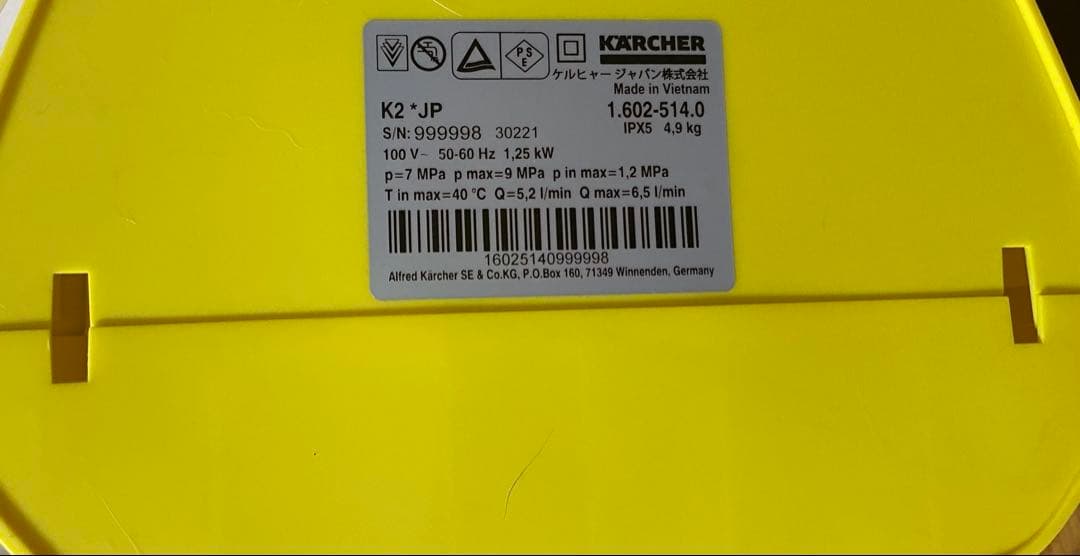 PSE
KÄRCHER
ケルヒャー ジャパン株式会社
Made in Vietnam
K2 *JP 1.602-514.0
S/N: 999998 30221 IPX5 4,9 kg
100 V~ 50-60 Hz 1,25 kW
p=7 MPa p max=9 MPa p in max=1,2 MPa
T in max=40 °C Q=5,2 l/min Q max=6,5 l/min
16025140999998
Alfred Kärcher SE & Co.KG, P.O.Box 160, 71349 Winnenden, Germany